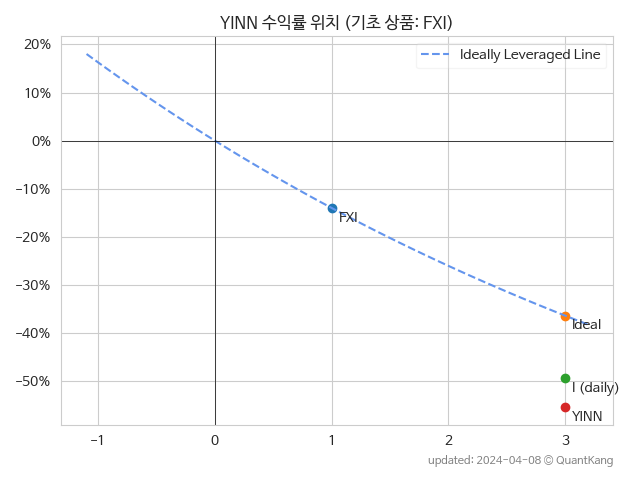 YINN 수익률 위치 (기초 상품: FXI)
Ideally Leveraged Line
20%
10%
0%
−10%
−20%
−30%
−40%
−50%
FXI
Ideal
I (daily)
YINN
−1
0
1
2
3
updated: 2024-04-08 © QuantKang